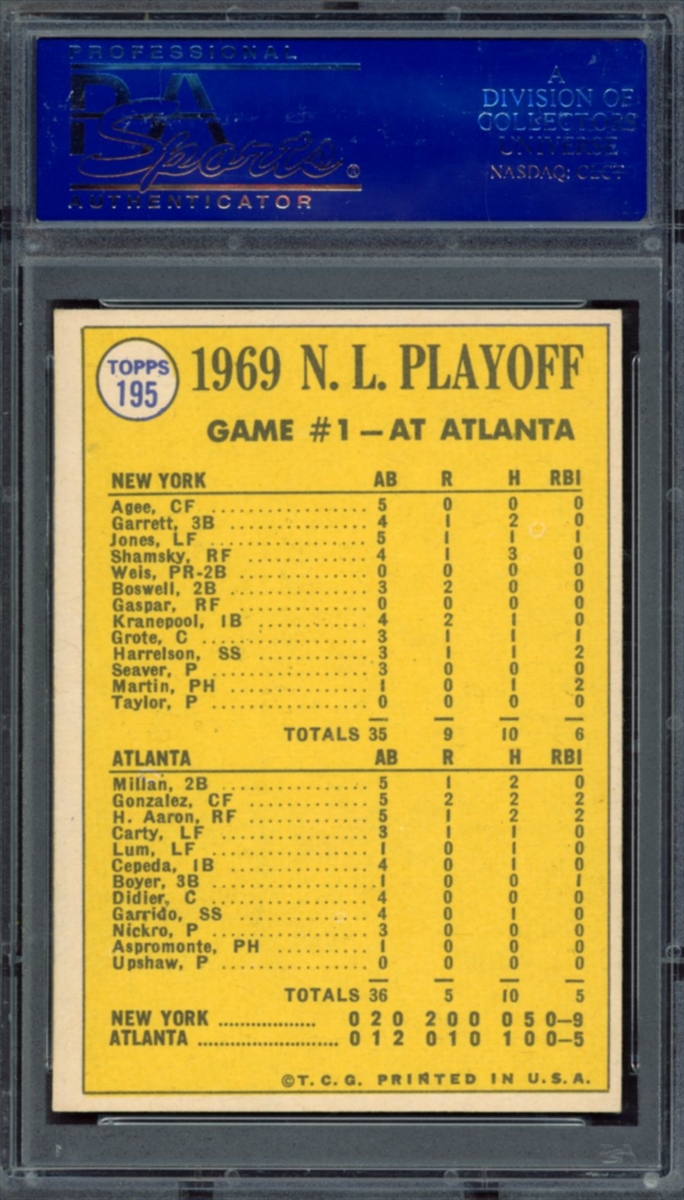 PROFESSIONAL
PSA
Sports®
AUTHENTICATOR
A
DIVISION OF
COLLECTORS
UNIVERSE
NASDAQ: CLCT
TOPPS
195
1969 N. L. PLAYOFF
GAME #1 — AT ATLANTA
NEW YORK AB R H RBI
Agee, CF .................. 5 0 0 0
Garrett, 3B .............. 4 1 2 0
Jones, LF .................. 5 1 1 1
Shamsky, RF ............ 4 1 3 0
Weis, PR-2B .............. 0 0 0 0
Boswell, 2B .............. 3 2 0 0
Gaspar, RF ................ 0 0 0 0
Kranepool, 1B ............ 4 2 1 0
Grote, C .................. 3 1 1 1
Harrelson, SS ............ 3 1 1 2
Seaver, P .................. 3 0 0 0
Martin, PH ................ 1 0 1 2
Taylor, P .................. 0 0 0 0
TOTALS 35 9 10 6
ATLANTA AB R H RBI
Millan, 2B .................. 5 1 2 0
Gonzalez, CF ............ 5 2 2 2
H. Aaron, RF ............ 5 1 2 2
Carty, LF .................. 3 1 1 0
Lum, LF .................. 1 0 1 0
Cepeda, 1B ................ 4 0 1 0
Boyer, 3B .................. 1 0 0 1
Didier, C .................. 4 0 0 0
Garrido, SS .............. 4 0 1 0
Nickro, P .................. 3 0 0 0
Aspromonte, PH .......... 1 0 0 0
Upshaw, P .................. 0 0 0 0
TOTALS 36 5 10 5
NEW YORK .................. 0 2 0 2 0 0 0 5 0—9
ATLANTA ..................... 0 1 2 0 1 0 1 0 0—5
©T.C.G. PRINTED IN U.S.A.